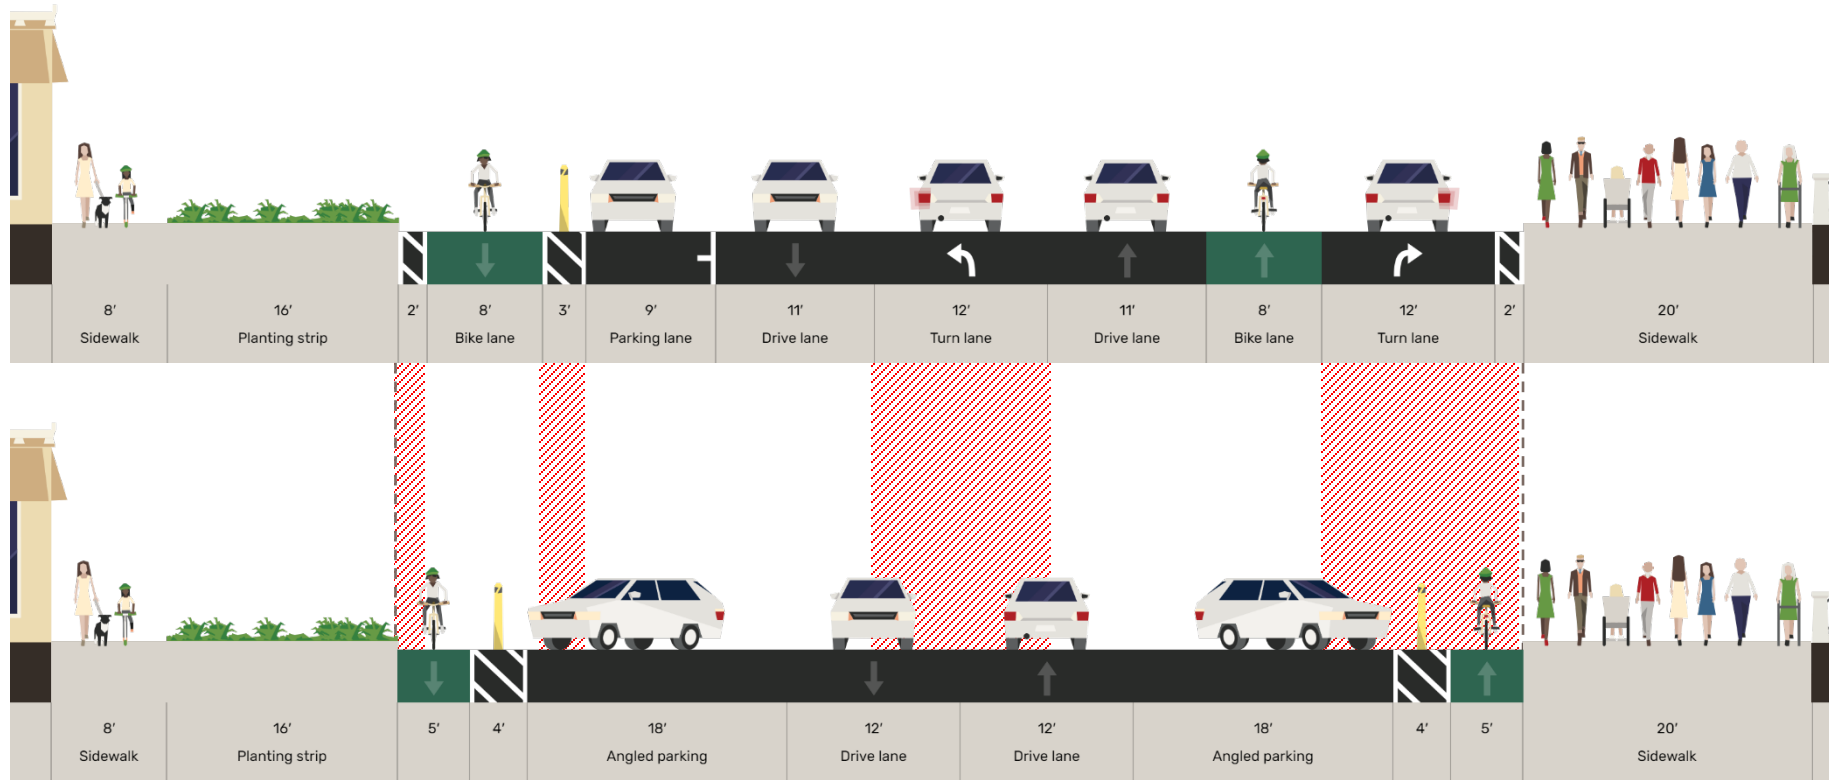 8′ 16′ 2′ 8′ 3′ 9′ 11′ 12′ 11′ 8′ 12′ 2′ 20′
Sidewalk Planting strip Bike lane Parking lane Drive lane Turn lane Drive lane Bike lane Turn lane Sidewalk
8′ 16′ 5′ 4′ 18′ 12′ 12′ 18′ 4′ 5′ 20′
Sidewalk Planting strip Angled parking Drive lane Drive lane Angled parking Sidewalk